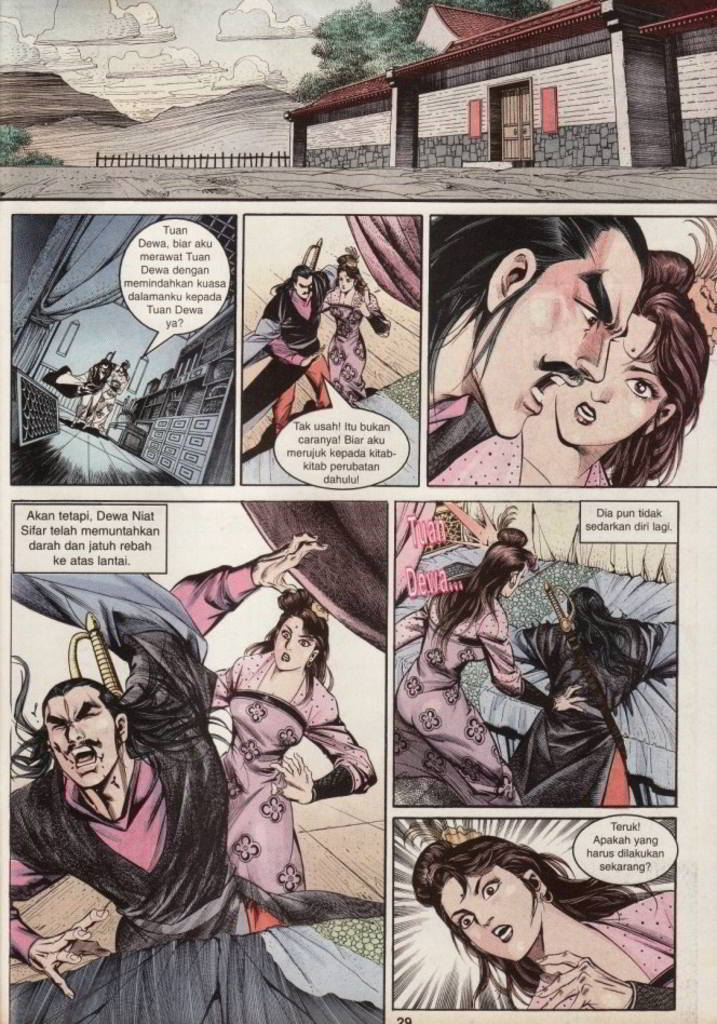 Tuan
Dewa, biar aku
merawat Tuan
Dewa dengan
memindahkan kuasa
dalamanku kepada
Tuan Dewa
ya?
Tak usah! Itu bukan
caranya! Biar aku
merujuk kepada kitab-
kitab perubatan
dahulu!
Akan tetapi, Dewa Niat
Sifar telah memuntahkan
darah dan jatuh rebah
ke atas lantai.
Tuan
Dewa...
Dia pun tidak
sedarkan diri lagi.
Teruk!
Apakah yang
harus dilakukan
sekarang?
29